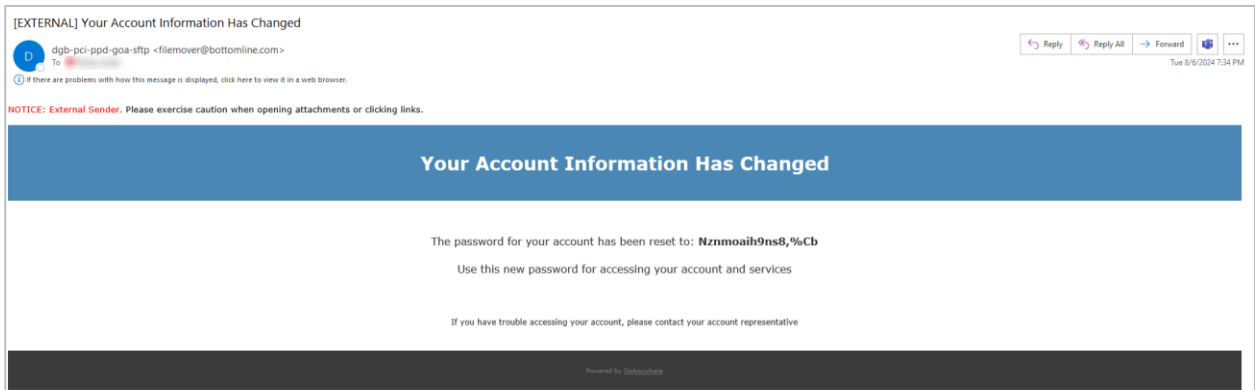 [EXTERNAL] Your Account Information Has Changed
D
dgb-pci-ppd-goa-sftp <filemover@bottomline.com>
To
Reply
Reply All
Forward
Tue 8/6/2024 7:34 PM
If there are problems with how this message is displayed, click here to view it in a web browser.
NOTICE: External Sender. Please exercise caution when opening attachments or clicking links.
Your Account Information Has Changed
The password for your account has been reset to: Nznmoaih9ns8,%Cb
Use this new password for accessing your account and services
If you have trouble accessing your account, please contact your account representative
Powered by GoAnywhere